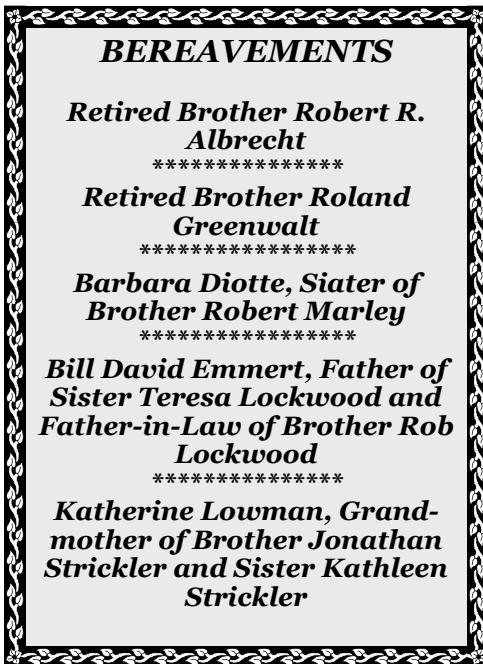 BEREAVEMENTS
Retired Brother Robert R.
Albrecht
***************
Retired Brother Roland
Greenwalt
*****************
Barbara Diotte, Siater of
Brother Robert Marley
*****************
Bill David Emmert, Father of
Sister Teresa Lockwood and
Father-in-Law of Brother Rob
Lockwood
***************
Katherine Lowman, Grand-
mother of Brother Jonathan
Strickler and Sister Kathleen
Strickler